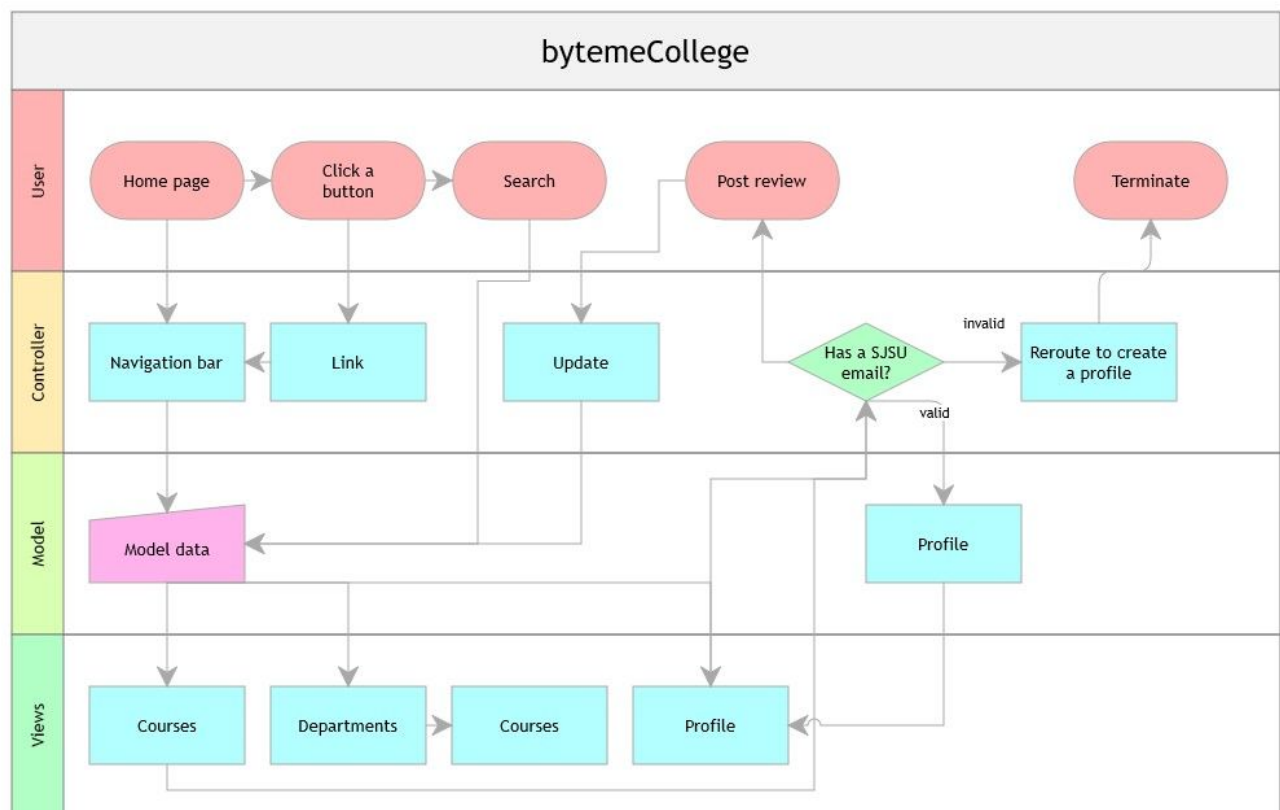 bytemeCollege
User
Home page
Click a
button
Search
Post review
Terminate
Controller
Navigation bar
Link
Update
Has a SJSU
email?
invalid
Reroute to create
a profile
valid
Model
Model data
Profile
Views
Courses
Departments
Courses
Profile